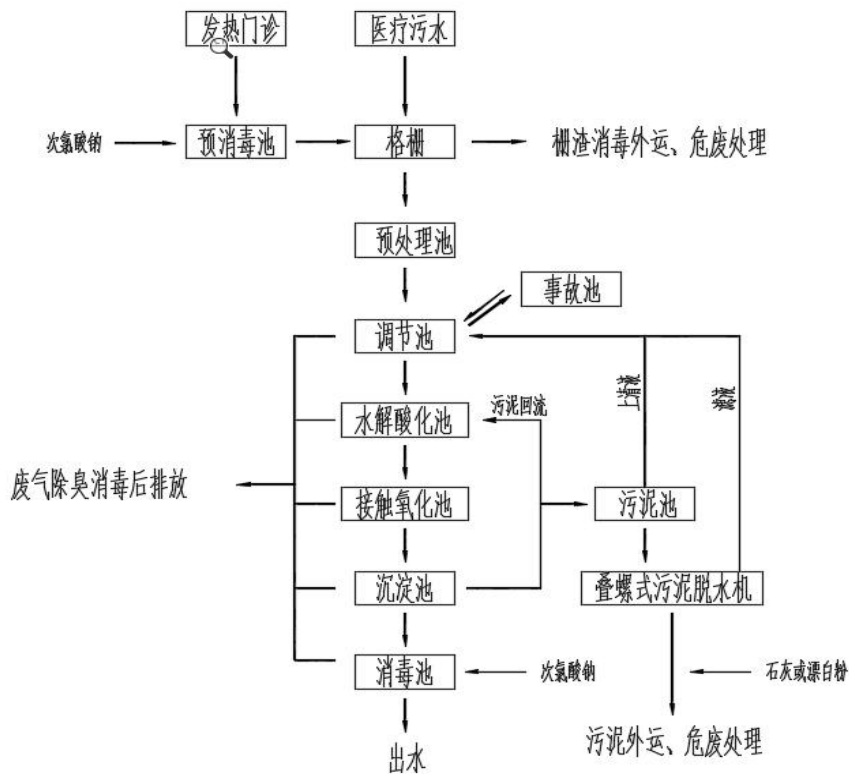 发热门诊
医疗污水
次氯酸钠
预消毒池
格栅
栅渣消毒外运、危废处理
预处理池
事故池
调节池
上清液
滤液
水解酸化池
污泥回流
废气除臭消毒后排放
接触氧化池
污泥池
沉淀池
叠螺式污泥脱水机
消毒池
次氯酸钠
石灰或漂白粉
出水
污泥外运、危废处理